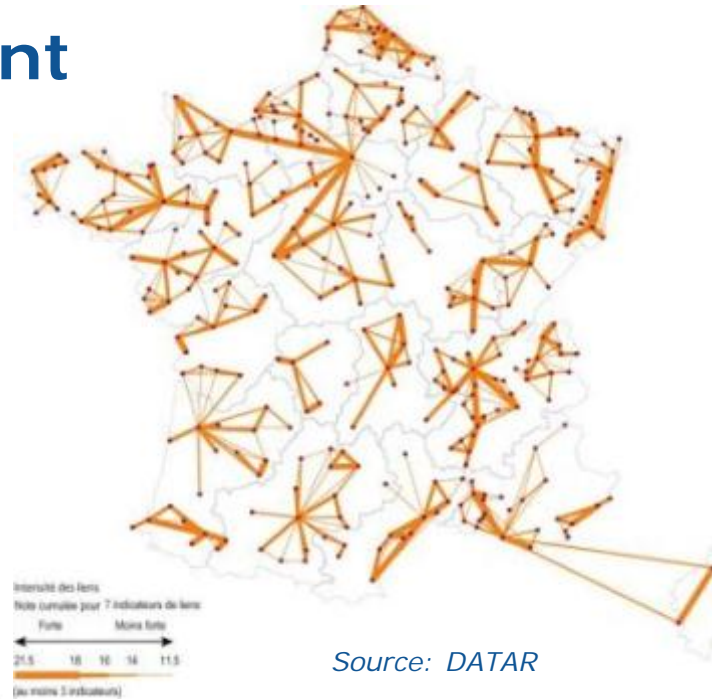 nt
Intensité des liens
Note cumulée pour 7 indicateurs de liens
Forte Moins forte
21.5 18 16 14 11.5
(au moins 3 indicateurs)
Source: DATAR